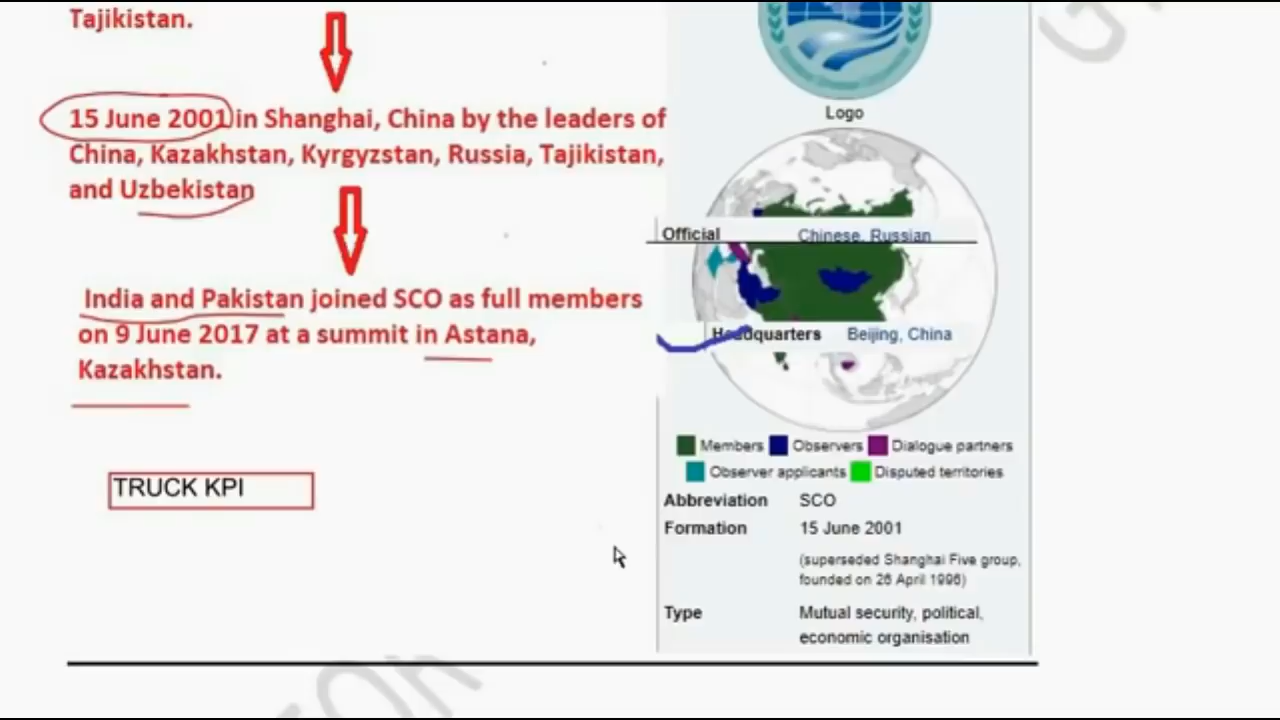 Tajikistan.
15 June 2001 in Shanghai, China by the leaders of
China, Kazakhstan, Kyrgyzstan, Russia, Tajikistan,
and Uzbekistan
India and Pakistan joined SCO as full members
on 9 June 2017 at a summit in Astana,
Kazakhstan.
TRUCK KPI
Logo
Official Chinese, Russian
Headquarters Beijing, China
Members Observers Dialogue partners
Observer applicants Disputed territories
Abbreviation SCO
Formation 15 June 2001
(superseded Shanghai Five group,
founded on 26 April 1996)
Type Mutual security, political,
economic organisation